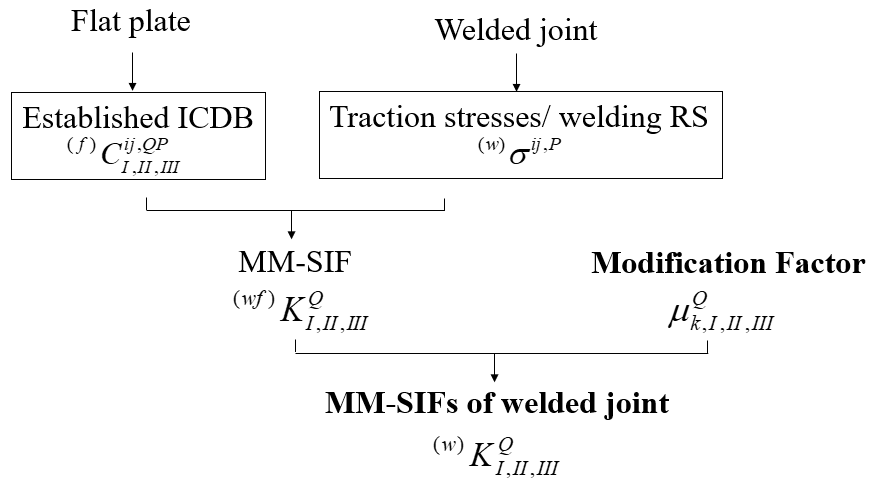 Flat plate
Welded joint
Established ICDB
Traction stresses/ welding RS
(f) C ij,QP I,II,III
(w) σ ij,P
MM-SIF
Modification Factor
(wf) K Q I,II,III
μ Q k,I,II,III
MM-SIFs of welded joint
(w) K Q I,II,III